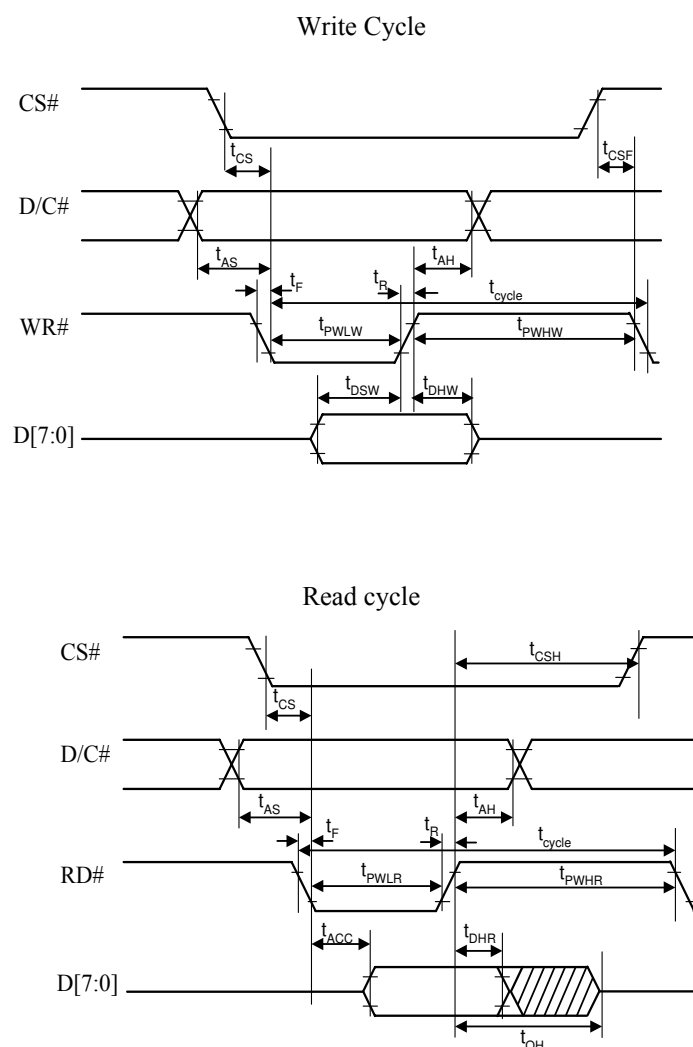 Write Cycle
CS#
tCS
tCSF
D/C#
tAS
tAH
tF
tR
tcycle
WR#
tPWLW
tPWHW
tDSW
tDHW
D[7:0]
Read cycle
CS#
tCSH
tCS
D/C#
tAS
tAH
tF
tR
tcycle
RD#
tPWLR
tPWHR
tACC
tDHR
D[7:0]
tOH